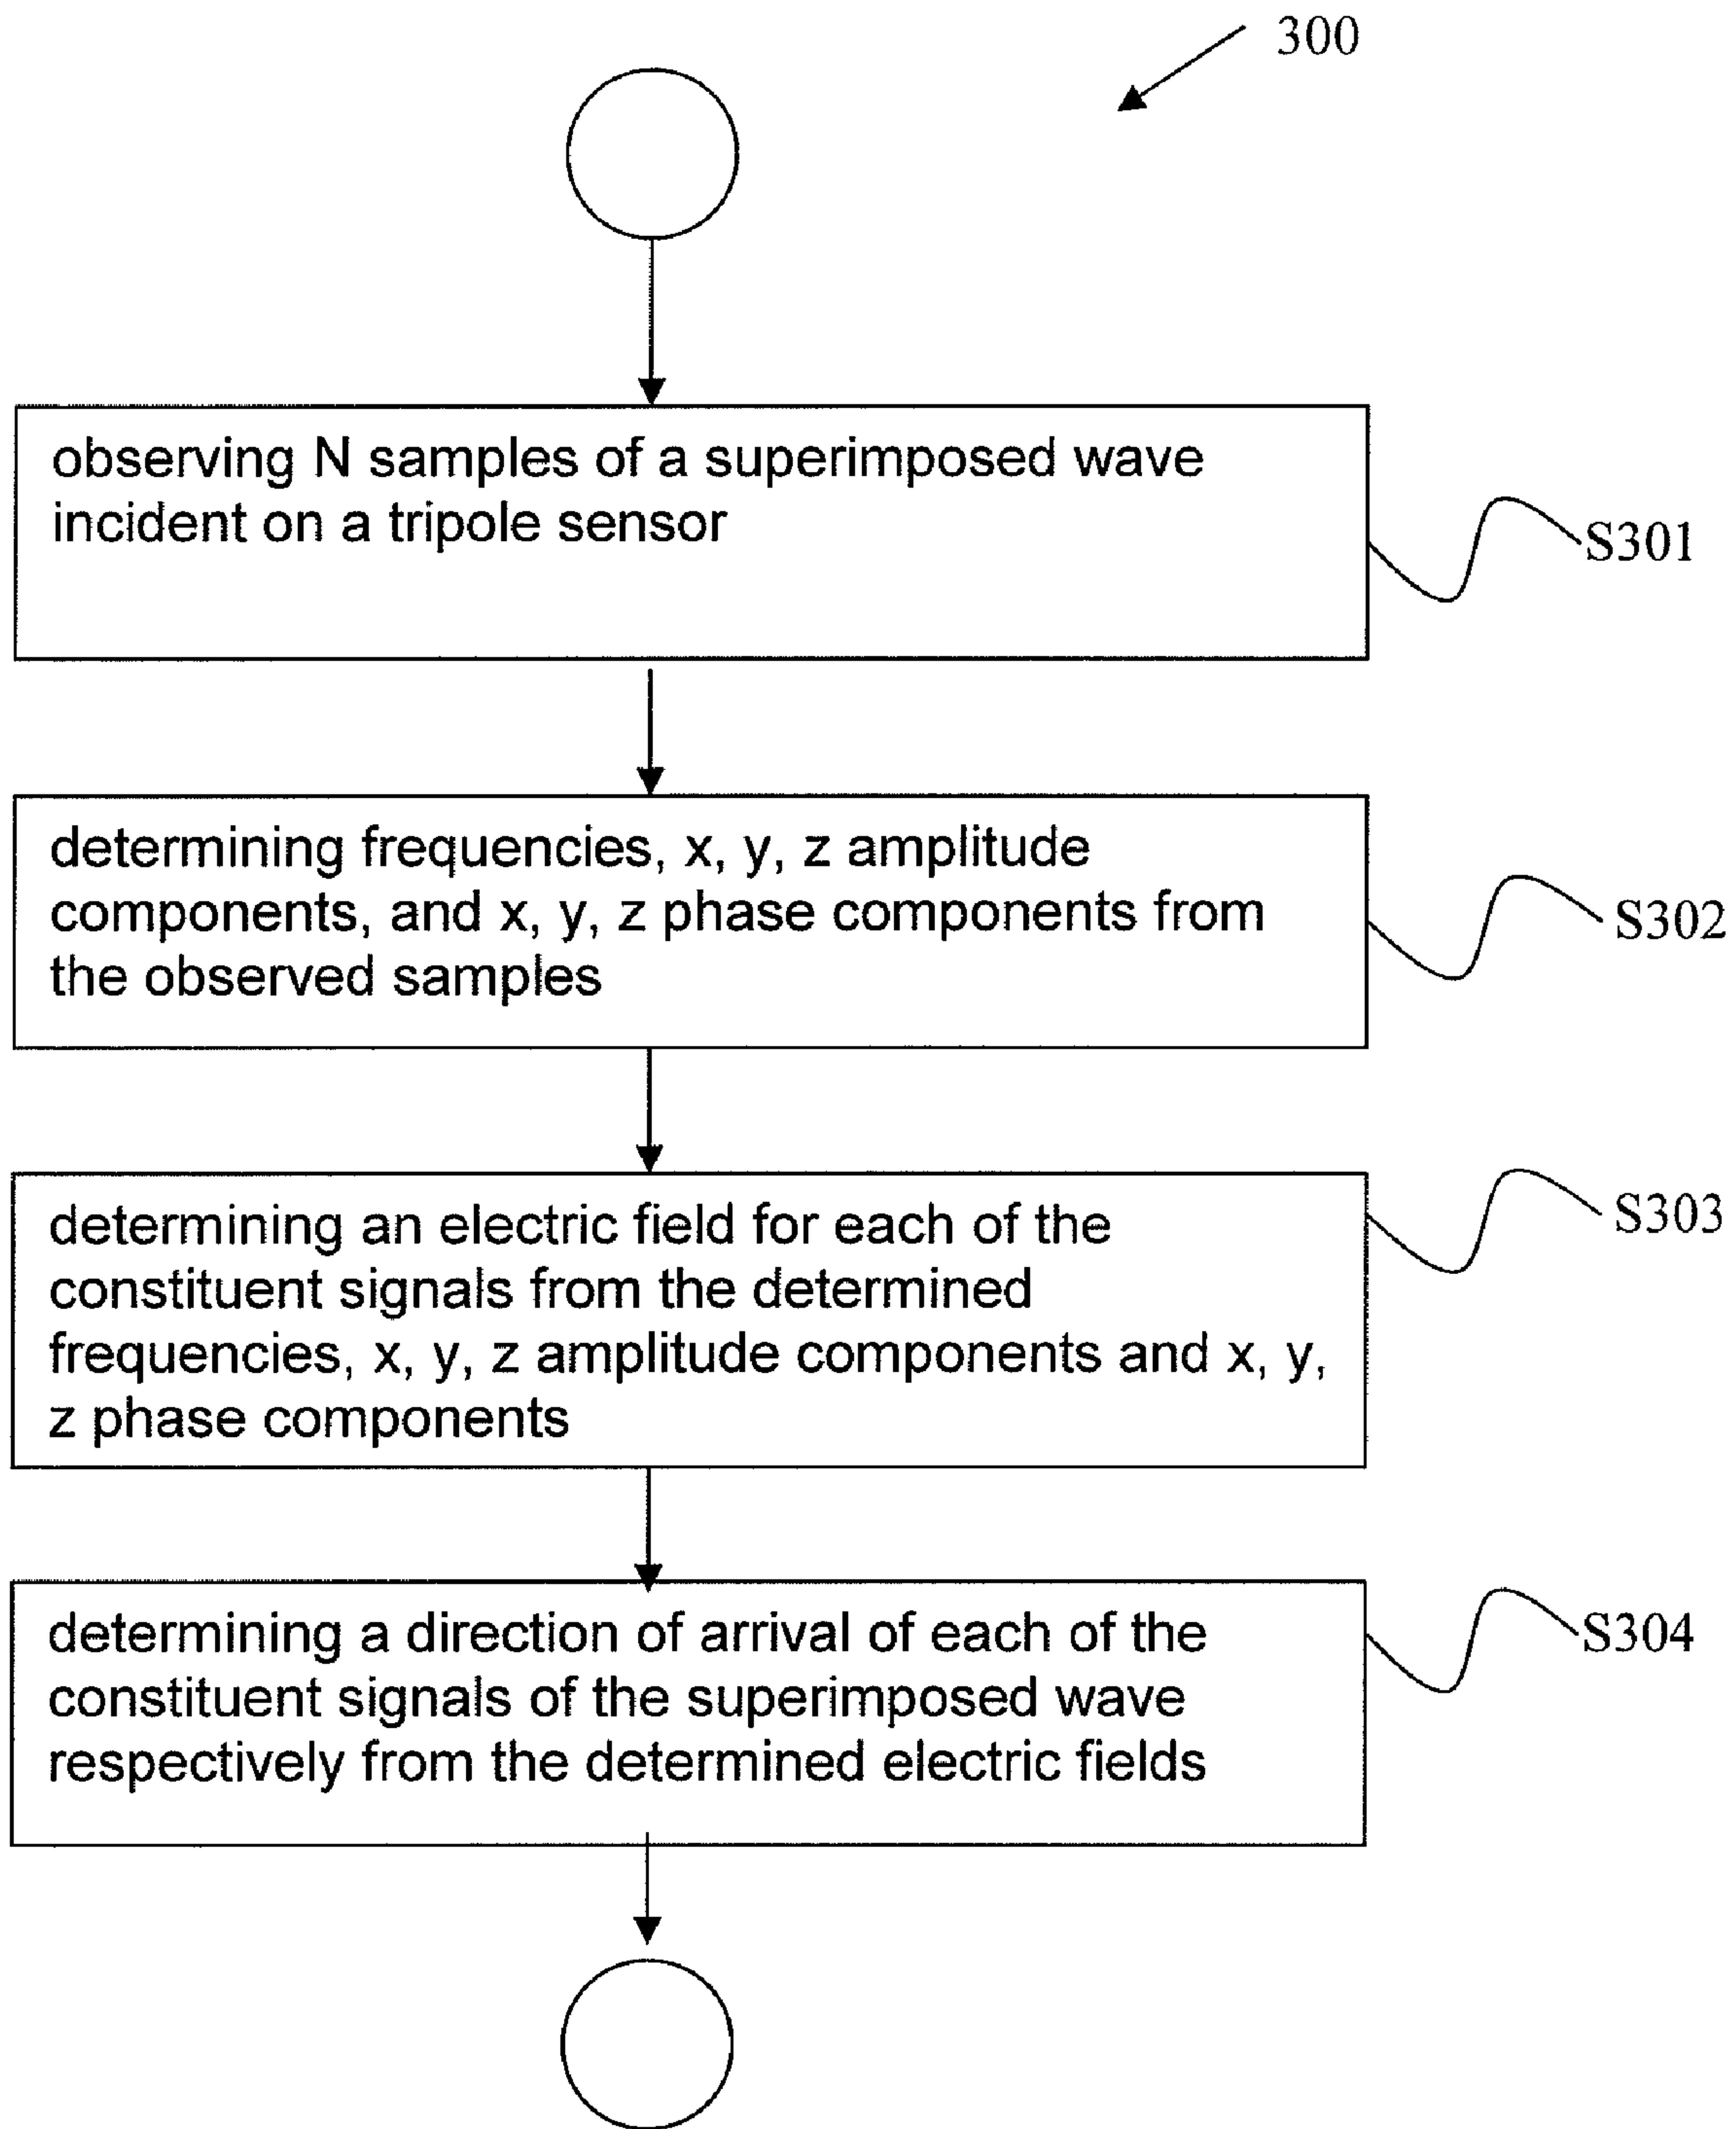 300
observing N samples of a superimposed wave
incident on a tripole sensor
S301
determining frequencies, x, y, z amplitude
components, and x, y, z phase components from
the observed samples
S302
determining an electric field for each of the
constituent signals from the determined
frequencies, x, y, z amplitude components and x, y,
z phase components
S303
determining a direction of arrival of each of the
constituent signals of the superimposed wave
respectively from the determined electric fields
S304